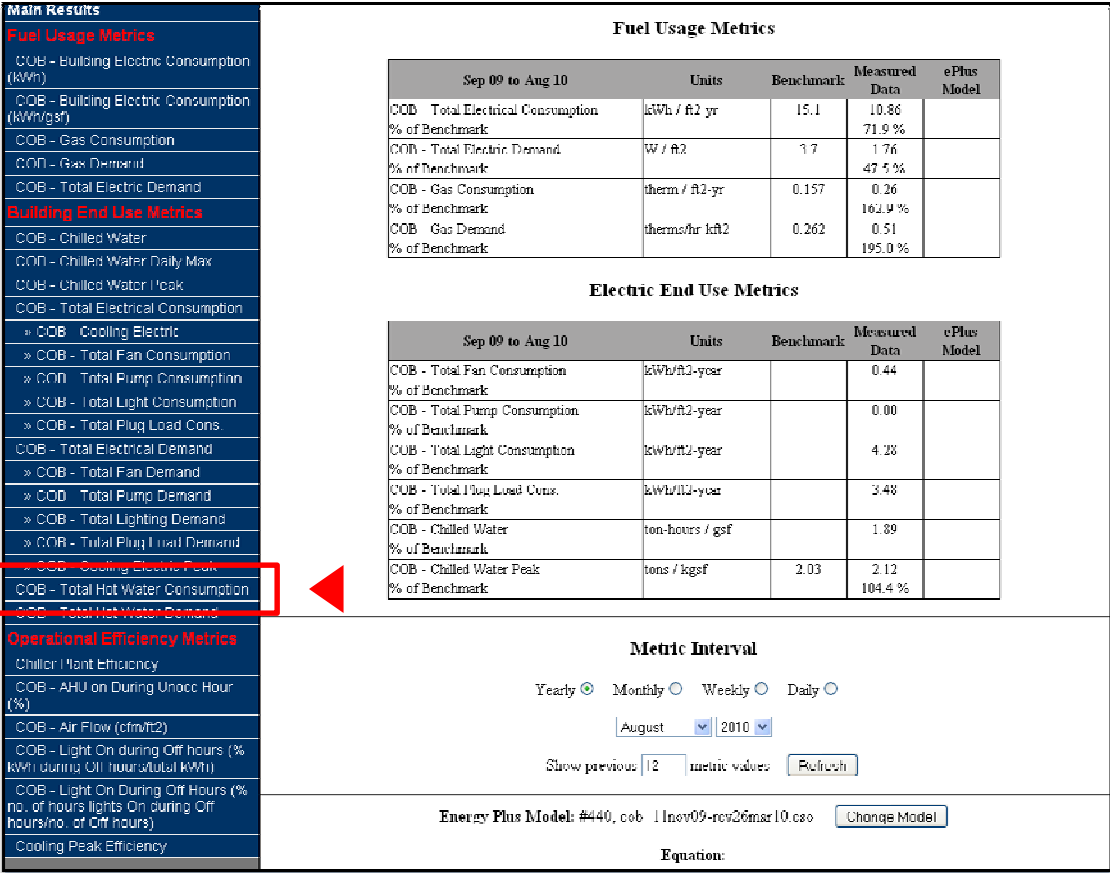 Main Results
Fuel Usage Metrics
COB - Building Electric Consumption
(kWh)
COB - Building Electric Consumption
(kWh/gsf)
COB - Gas Consumption
COB - Gas Demand
COB - Total Electric Demand
Building End Use Metrics
COB - Chilled Water
COB - Chilled Water Daily Max
COB - Chilled Water Peak
COB - Total Electrical Consumption
» COB Cooling Electric
» COB - Total Fan Consumption
» COB Total Pump Consumption
» COB - Total Light Consumption
» COB - Total Plug Load Cons.
COB - Total Electrical Demand
» COB - Total Fan Demand
» COB Total Pump Demand
» COB - Total Lighting Demand
» COB - Total Plug Load Demand
» COB - Cooling Electric Peak
COB - Total Hot Water Consumption
COB - Total Hot Water Demand
Operational Efficiency Metrics
Chiller Plant Efficiency
COB - AHU on During Unocc Hour
(%)
COB - Air Flow (cfm/ft2)
COB - Light On during Off hours (%
kWh during Off hours/total kWh)
COB - Light On During Off Hours (%
no. of hours lights On during Off
hours/no. of Off hours)
Cooling Peak Efficiency
Fuel Usage Metrics
Sep 09 to Aug 10 Units Benchmark Measured Data ePlus Model
COB Total Electrical Consumption kWh / ft2 yr 15.1 10.86
% of Benchmark 71.9 %
COB - Total Electric Demand W / ft2 3.7 1.76
% of Benchmark 47.5 %
COB - Gas Consumption therm / ft2-yr 0.157 0.26
% of Benchmark 162.9 %
COB Gas Demand therms/hr kft2 0.262 0.51
% of Benchmark 195.0 %
Electric End Use Metrics
Sep 09 to Aug 10 Units Benchmark Measured Data ePlus Model
COB - Total Fan Consumption kWh/ft2-year 0.44
% of Benchmark
COB - Total Pump Consumption kWh/ft2-year 0.00
% of Benchmark
COB - Total Light Consumption kWh/ft2-year 4.28
% of Benchmark
COB - Total Plug Load Cons. kWh/ft2-year 3.48
% of Benchmark
COB - Chilled Water ton-hours / gsf 1.89
% of Benchmark
COB - Chilled Water Peak tons / kgsf 2.03 2.12
% of Benchmark 104.4 %
Metric Interval
Yearly Monthly Weekly Daily
August 2010
Show previous 12 metric values Refresh
Energy Plus Model: #440, cob 11nov09-rev26mar10.cso Change Model
Equation: